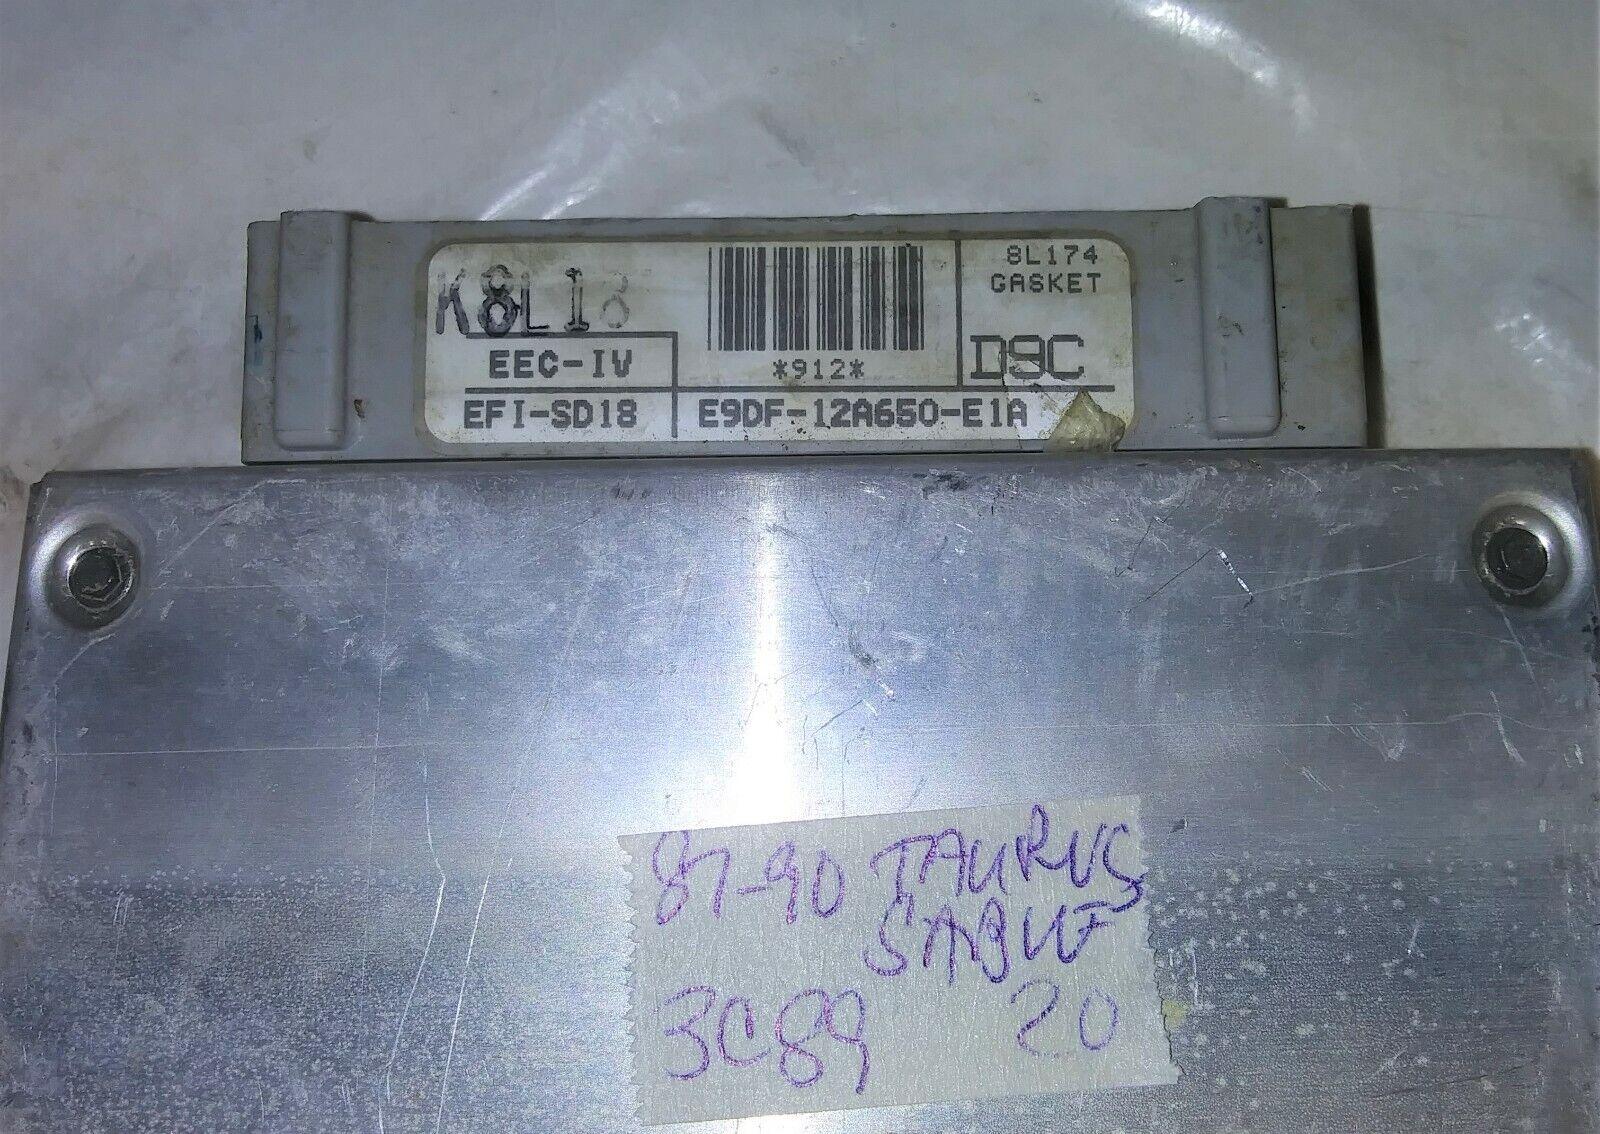 K8L18
8L174
GASKET
EEC-IV
*912*
D9C
EFI-SD18
E9DF-12A650-E1A
87-90 TAURUS
SABLE
3C89
20